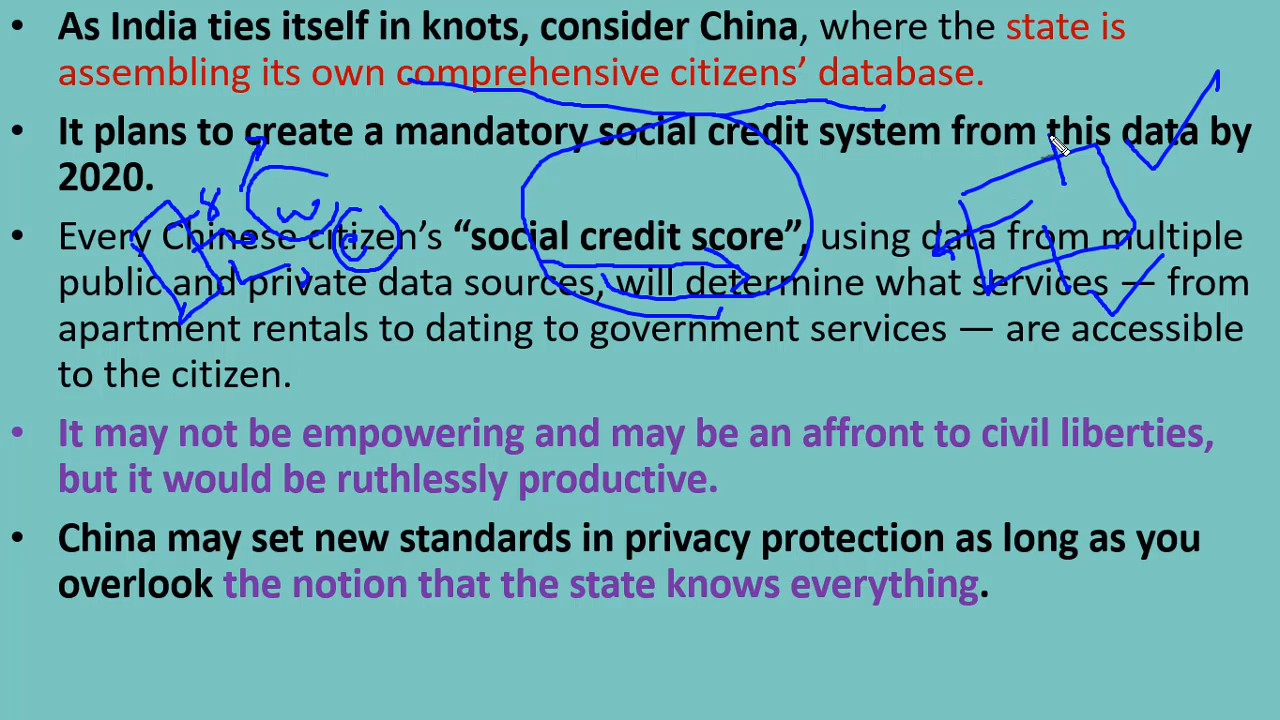 • As India ties itself in knots, consider China, where the state is
assembling its own comprehensive citizens’ database.
• It plans to create a mandatory social credit system from this data by
2020.
• Every Chinese citizen’s “social credit score”, using data from multiple
public and private data sources, will determine what services — from
apartment rentals to dating to government services — are accessible
to the citizen.
• It may not be empowering and may be an affront to civil liberties,
but it would be ruthlessly productive.
• China may set new standards in privacy protection as long as you
overlook the notion that the state knows everything.